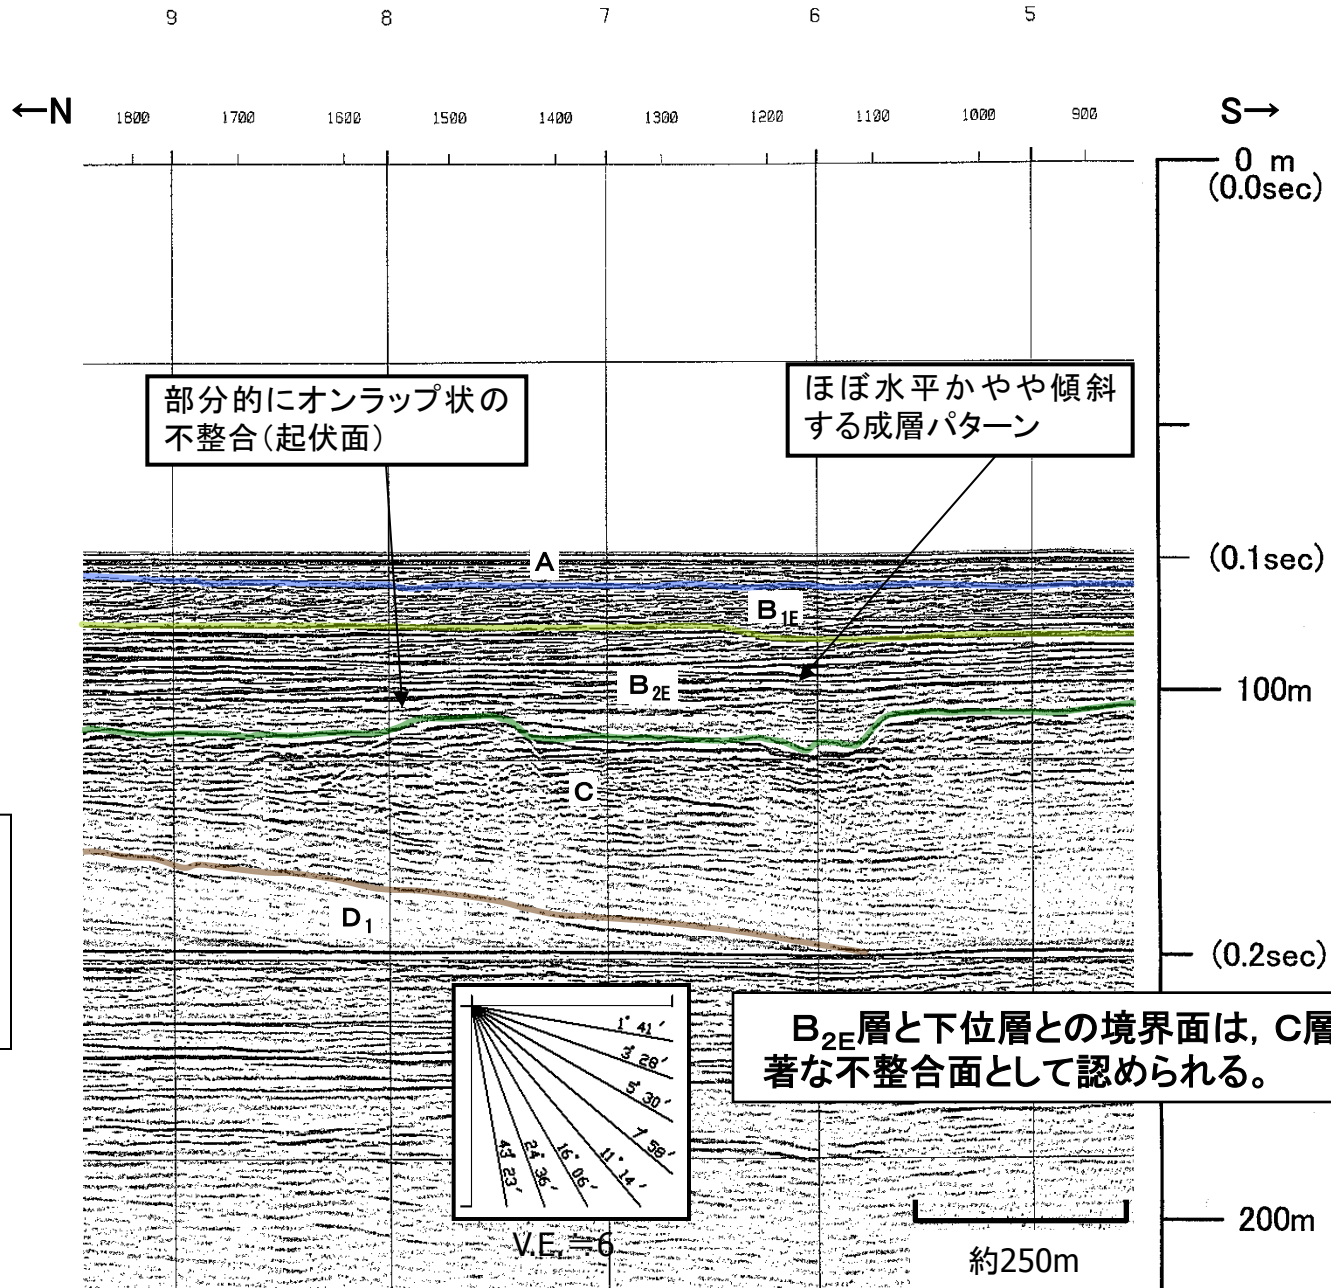 9 8 7 6 5
←N 1800 1700 1600 1500 1400 1300 1200 1100 1000 900 S→
0 m
(0.0sec)
部分的にオンラップ状の
不整合(起伏面)
ほぼ水平かやや傾斜
する成層パターン
A
(0.1sec)
B1E
B2E
100m
C
D1
(0.2sec)
1° 41′
3° 28′
5° 30′
7° 58′
11° 14′
16° 06′
24° 36′
43° 23′
B2E層と下位層との境界面は, C層
著な不整合面として認められる。
V.E.≒6
200m
約250m